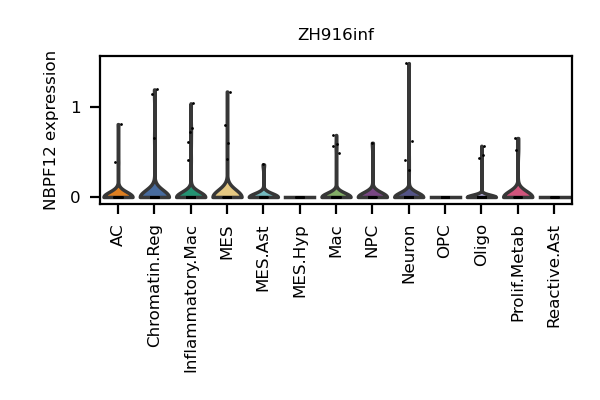 ZH916inf
NBPF12 expression
1
0
AC
Chromatin.Reg
Inflammatory.Mac
MES
MES.Ast
MES.Hyp
Mac
NPC
Neuron
OPC
Oligo
Prolif.Metab
Reactive.Ast